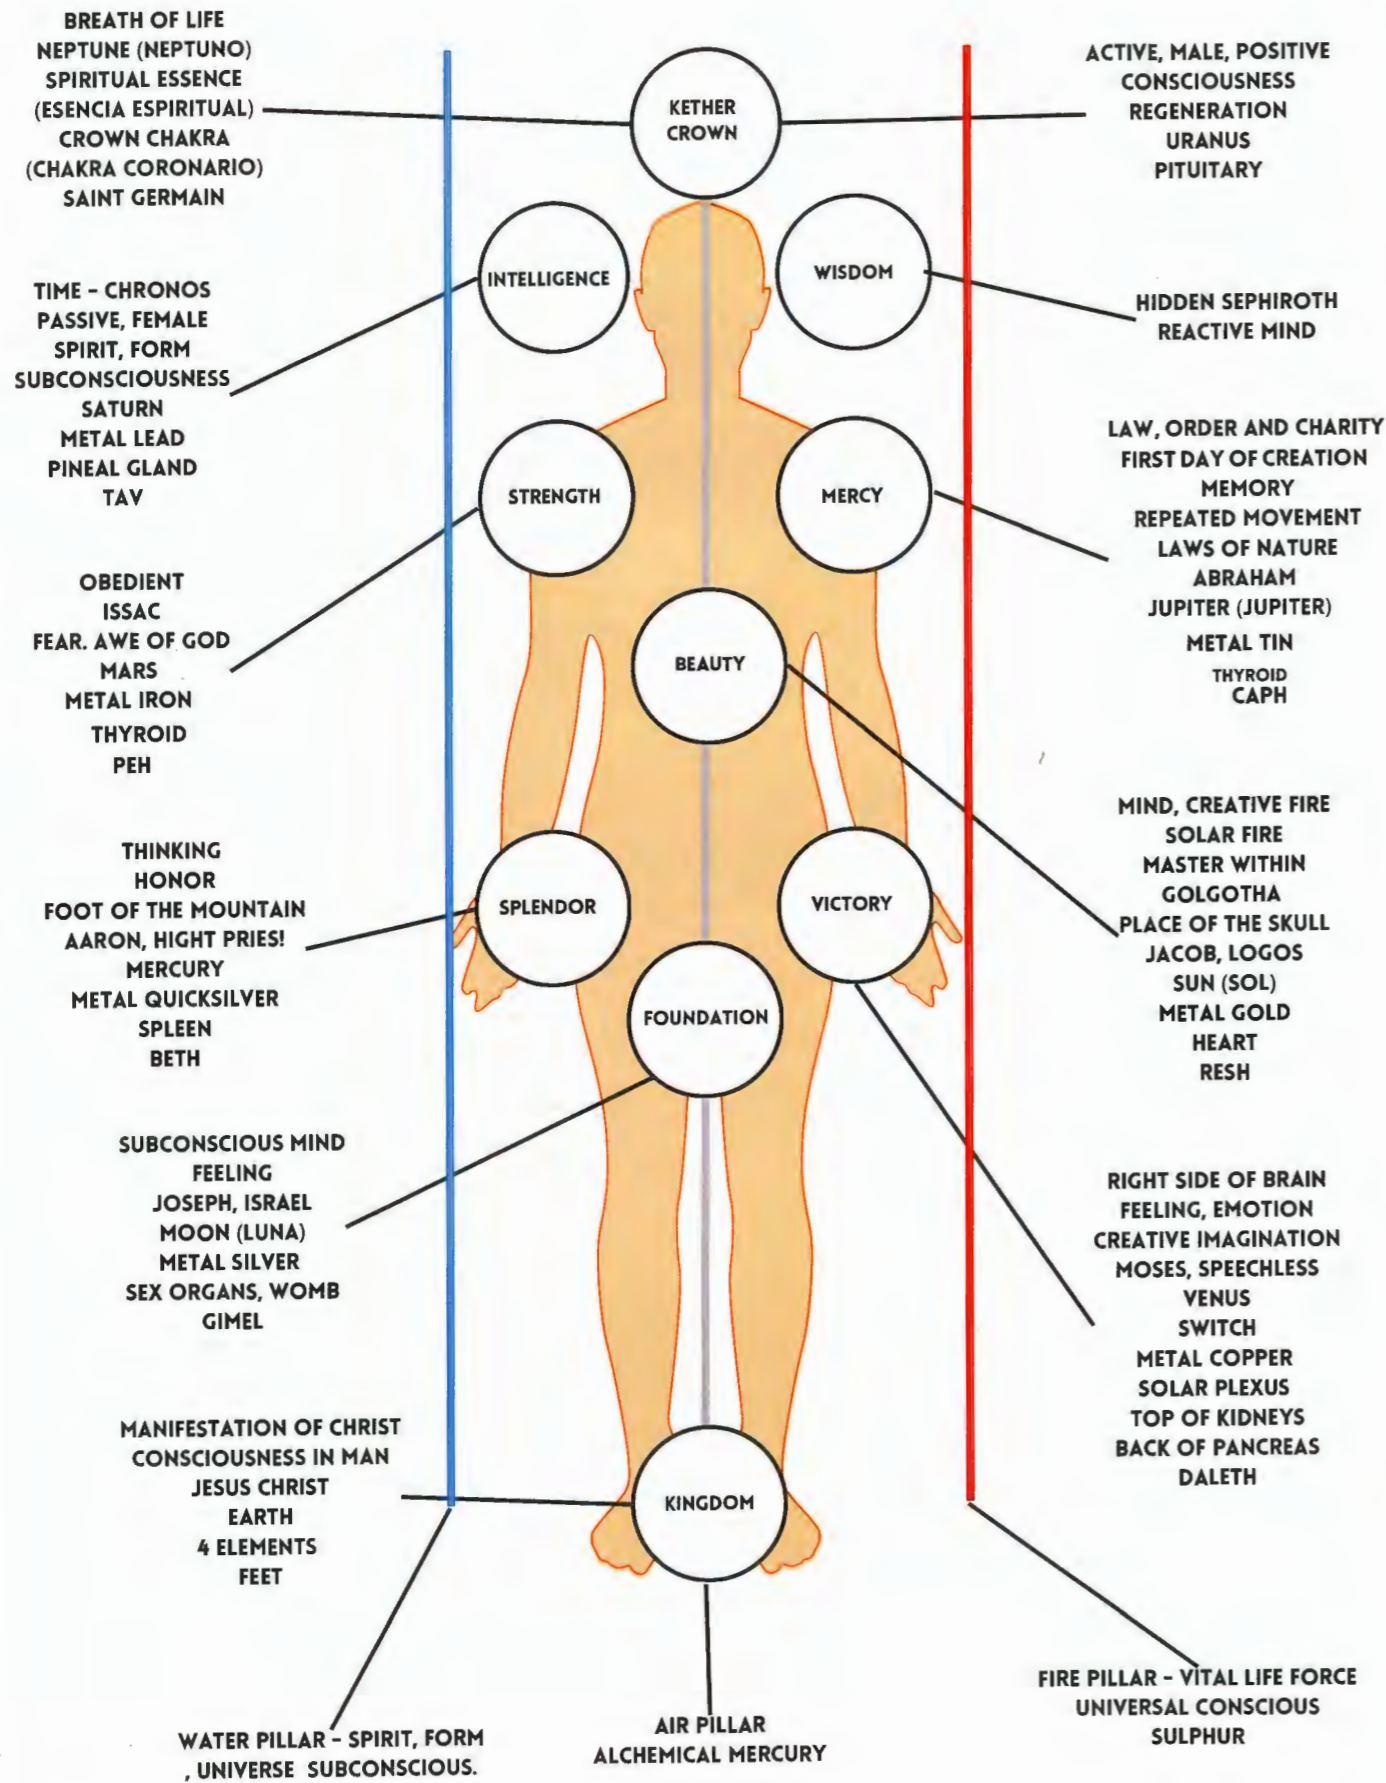 BREATH OF LIFE
NEPTUNE (NEPTUNO)
SPIRITUAL ESSENCE
(ESENCIA ESPIRITUAL)
CROWN CHAKRA
(CHAKRA CORONARIO)
SAINT GERMAIN
KETHER
CROWN
ACTIVE, MALE, POSITIVE
CONSCIOUSNESS
REGENERATION
URANUS
PITUITARY
TIME - CHRONOS
PASSIVE, FEMALE
SPIRIT, FORM
SUBCONSCIOUSNESS
SATURN
METAL LEAD
PINEAL GLAND
TAV
INTELLIGENCE
WISDOM
HIDDEN SEPHIROTH
REACTIVE MIND
OBEDIENT
ISSAC
FEAR. AWE OF GOD
MARS
METAL IRON
THYROID
PEH
STRENGTH
MERCY
LAW, ORDER AND CHARITY
FIRST DAY OF CREATION
MEMORY
REPEATED MOVEMENT
LAWS OF NATURE
ABRAHAM
JUPITER (JUPITER)
METAL TIN
THYROID
CAPH
BEAUTY
MIND, CREATIVE FIRE
SOLAR FIRE
MASTER WITHIN
GOLGOTHA
PLACE OF THE SKULL
JACOB, LOGOS
SUN (SOL)
METAL GOLD
HEART
RESH
THINKING
HONOR
FOOT OF THE MOUNTAIN
AARON, HIGHT PRIES!
MERCURY
METAL QUICKSILVER
SPLEEN
BETH
SPLENDOR
VICTORY
FOUNDATION
SUBCONSCIOUS MIND
FEELING
JOSEPH, ISRAEL
MOON (LUNA)
METAL SILVER
SEX ORGANS, WOMB
GIMEL
RIGHT SIDE OF BRAIN
FEELING, EMOTION
CREATIVE IMAGINATION
MOSES, SPEECHLESS
VENUS
SWITCH
METAL COPPER
SOLAR PLEXUS
TOP OF KIDNEYS
BACK OF PANCREAS
DALETH
MANIFESTATION OF CHRIST
CONSCIOUSNESS IN MAN
JESUS CHRIST
EARTH
4 ELEMENTS
FEET
KINGDOM
WATER PILLAR - SPIRIT, FORM
, UNIVERSE SUBCONSCIOUS.
AIR PILLAR
ALCHEMICAL MERCURY
FIRE PILLAR - VITAL LIFE FORCE
UNIVERSAL CONSCIOUS
SULPHUR